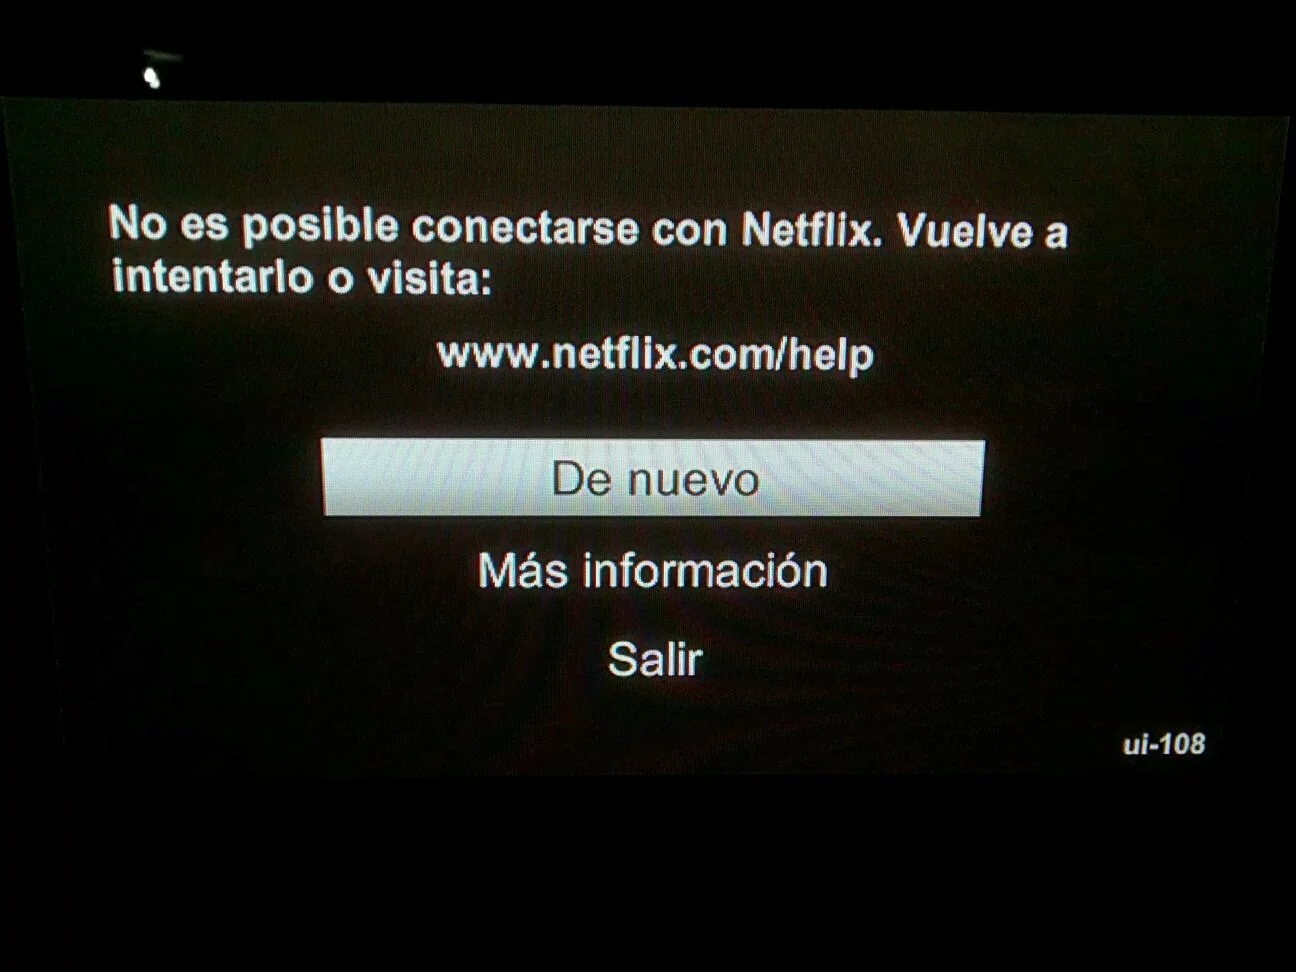 No es posible conectarse con Netflix. Vuelve a
intentarlo o visita:
www.netflix.com/help
De nuevo
Más información
Salir
ui-108